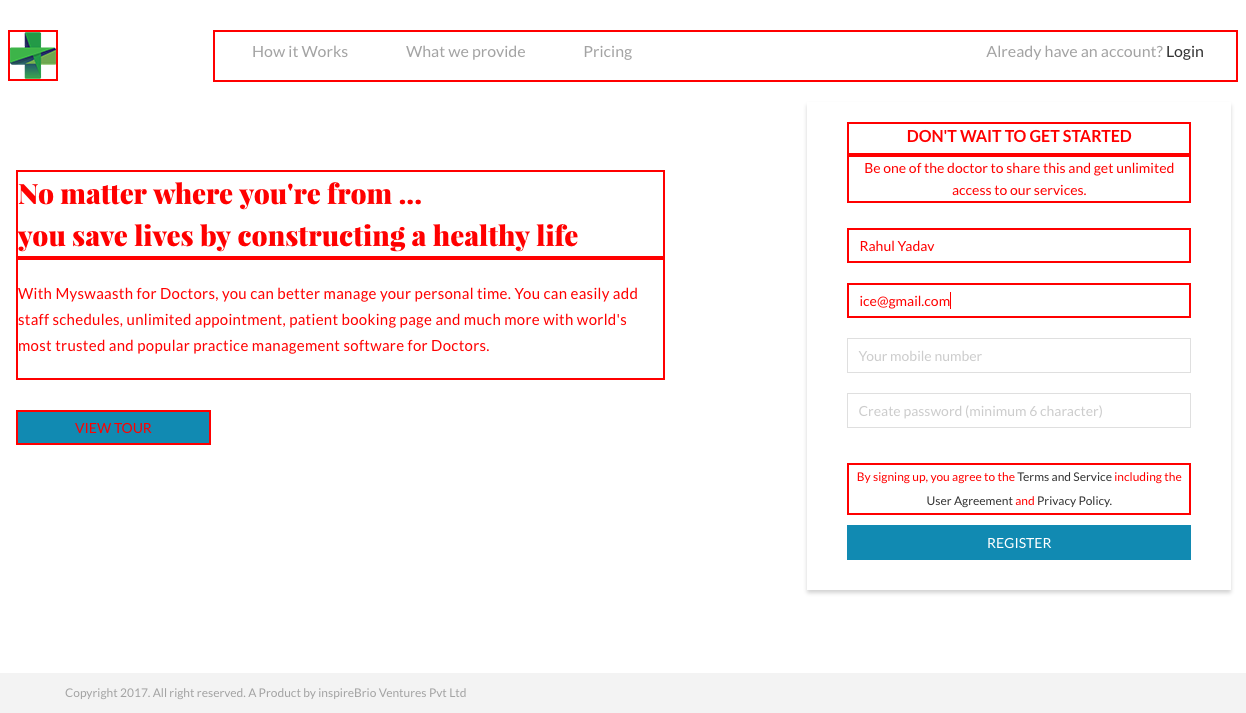 How it Works
What we provide
Pricing
Already have an account? Login
No matter where you're from ...
you save lives by constructing a healthy life
With Myswaasth for Doctors, you can better manage your personal time. You can easily add
staff schedules, unlimited appointment, patient booking page and much more with world's
most trusted and popular practice management software for Doctors.
VIEW TOUR
DON'T WAIT TO GET STARTED
Be one of the doctor to share this and get unlimited
access to our services.
Rahul Yadav
ice@gmail.com
Your mobile number
Create password (minimum 6 character)
By signing up, you agree to the Terms and Service including the
User Agreement and Privacy Policy.
REGISTER
Copyright 2017. All right reserved. A Product by inspireBrio Ventures Pvt Ltd